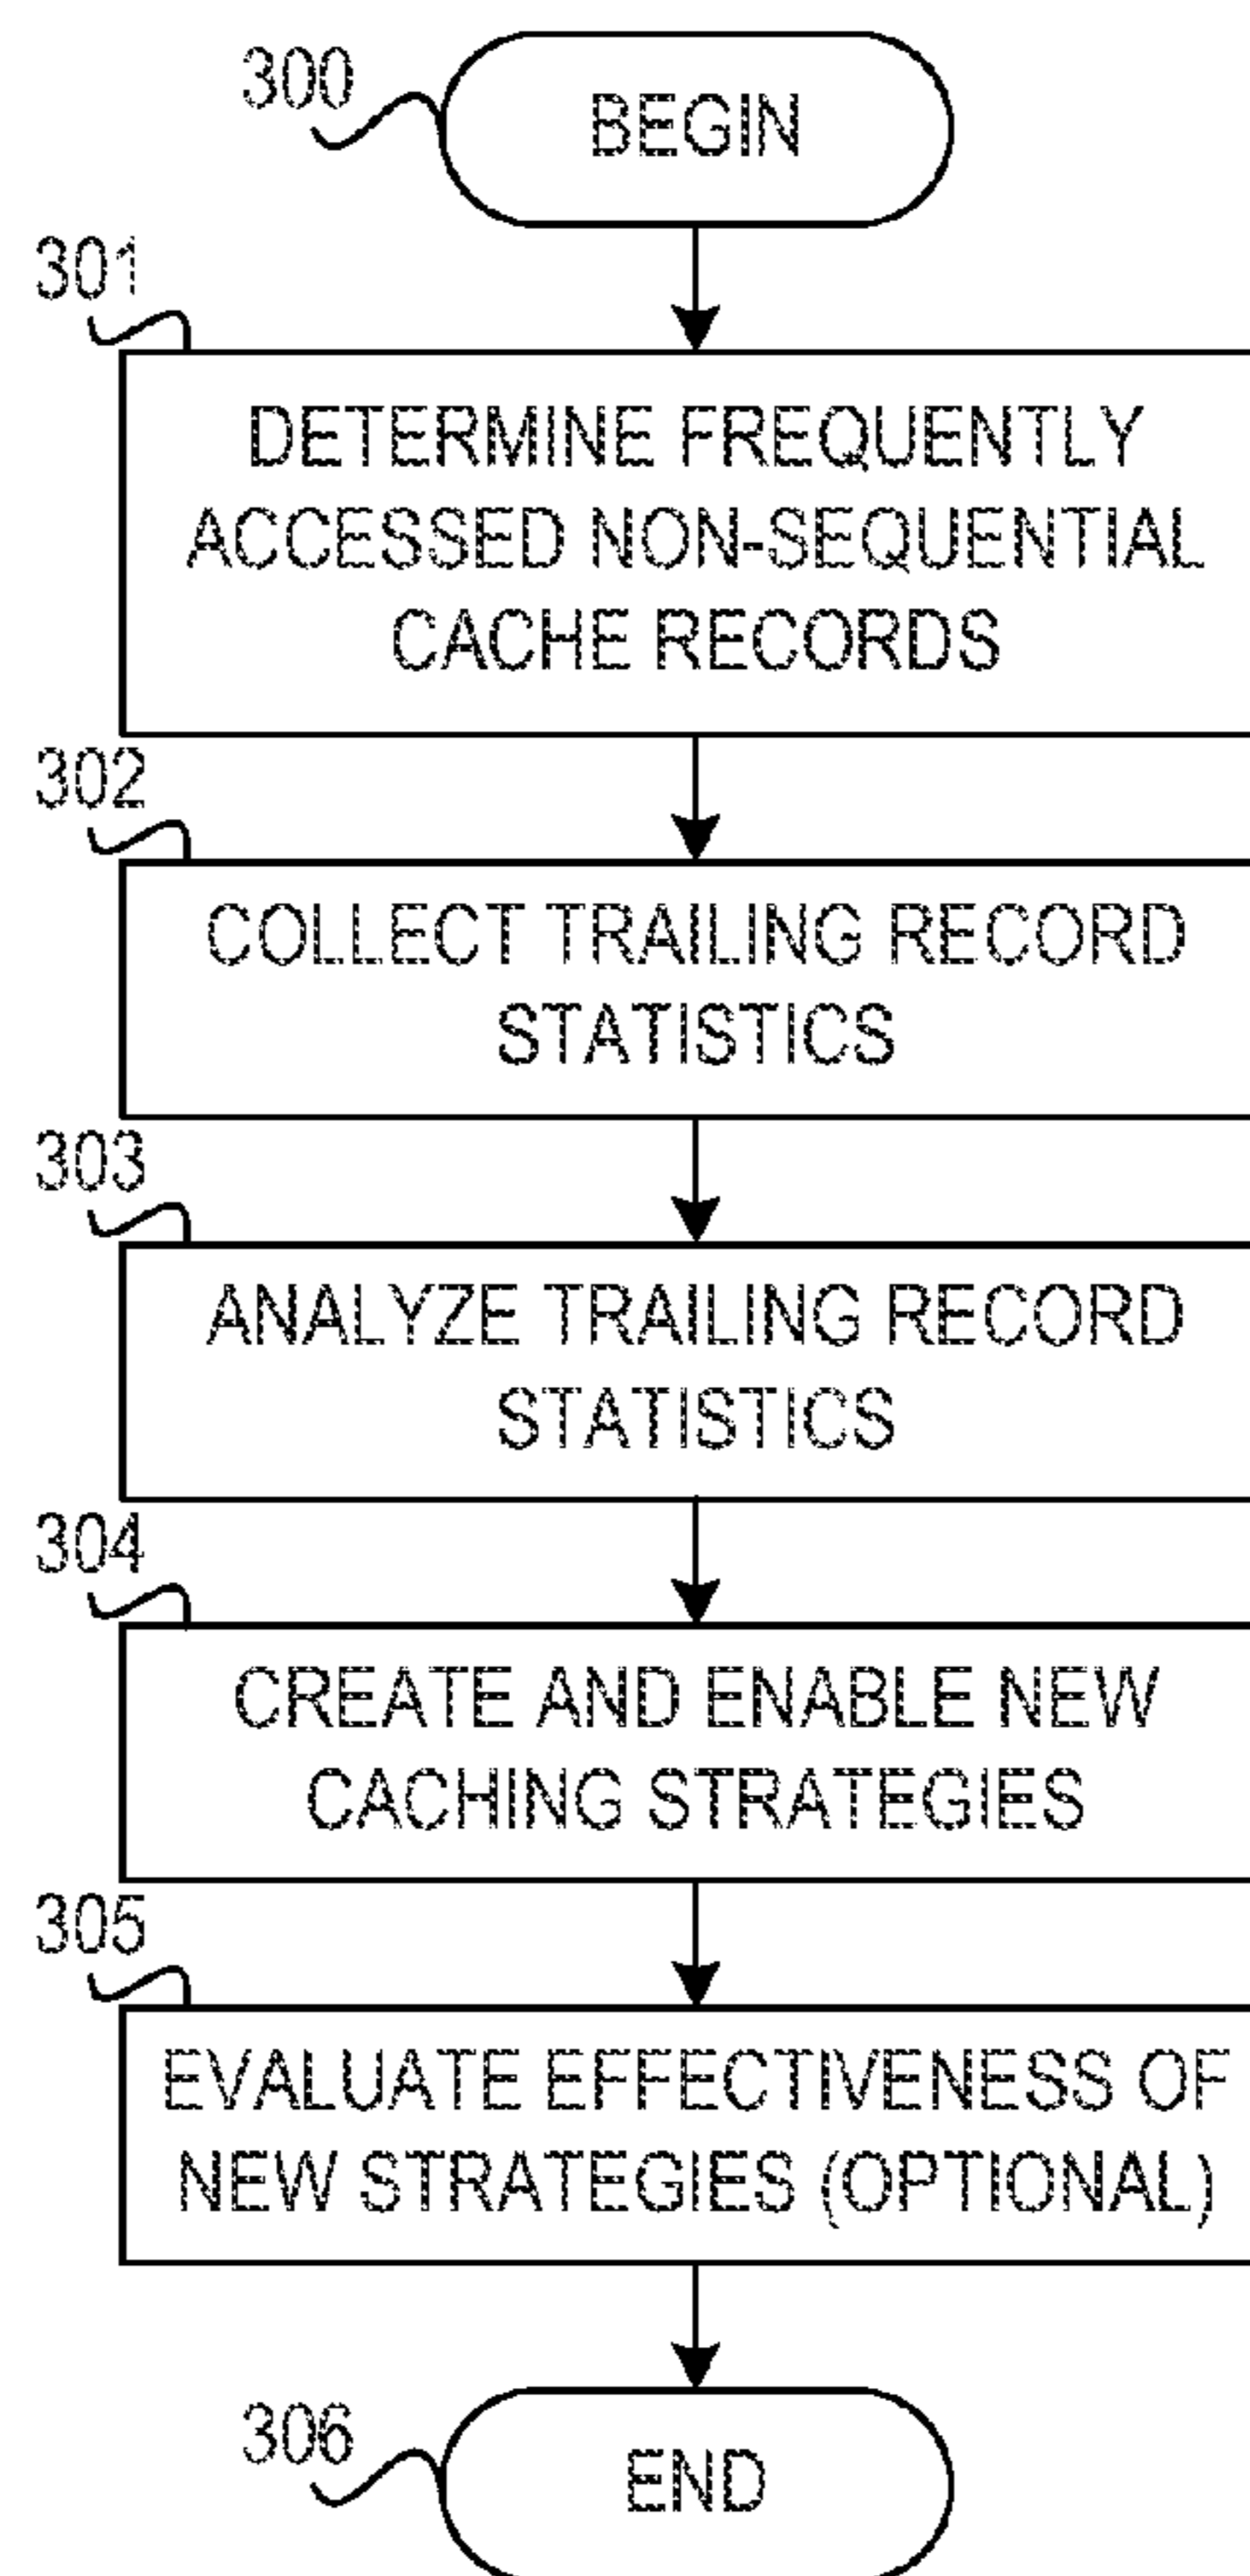 300
BEGIN
301
DETERMINE FREQUENTLY
ACCESSED NON-SEQUENTIAL
CACHE RECORDS
302
COLLECT TRAILING RECORD
STATISTICS
303
ANALYZE TRAILING RECORD
STATISTICS
304
CREATE AND ENABLE NEW
CACHING STRATEGIES
305
EVALUATE EFFECTIVENESS OF
NEW STRATEGIES (OPTIONAL)
306
END